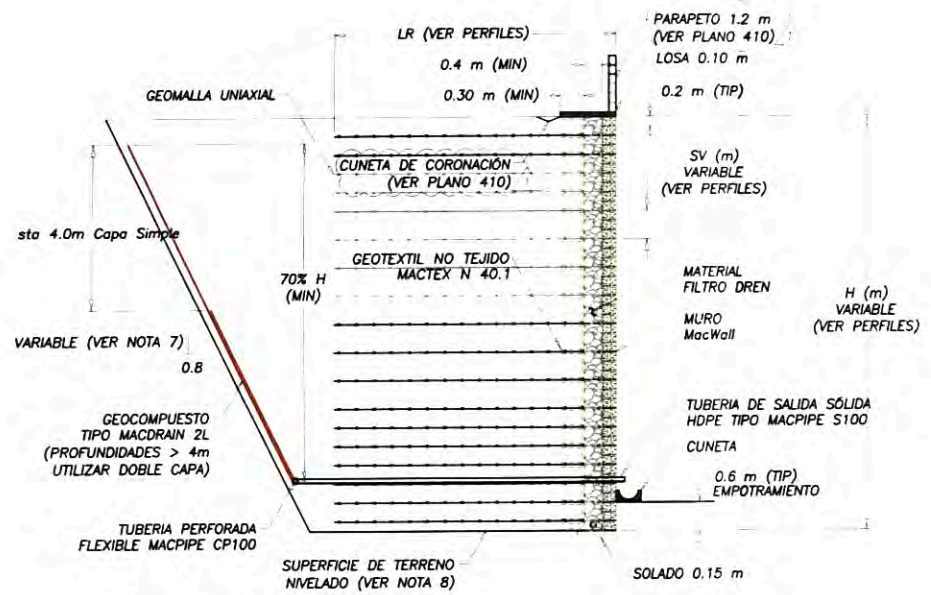 PARAPETO 1.2 m
(VER PLANO 410)
LR (VER PERFILES)
LOSA 0.10 m
0.4 m (MIN)
GEOMALLA UNIAXIAL
0.30 m (MIN)
0.2 m (TIP)
CUNETA DE CORONACIÓN
(VER PLANO 410)
SV (m)
VARIABLE
(VER PERFILES)
sta 4.0m Capa Simple
GEOTEXTIL NO TEJIDO
MACTEX N 40.1
70% H
(MIN)
MATERIAL
FILTRO DREN
H (m)
VARIABLE
(VER PERFILES)
MURO
MacWall
VARIABLE (VER NOTA 7)
0.8
GEOCOMPUESTO
TIPO MACDRAIN 2L
(PROFUNDIDADES > 4m
UTILIZAR DOBLE CAPA)
TUBERIA DE SALIDA SÓLIDA
HDPE TIPO MACPIPE S100
CUNETA
0.6 m (TIP)
EMPOTRAMIENTO
TUBERIA PERFORADA
FLEXIBLE MACPIPE CP100
SUPERFICIE DE TERRENO
NIVELADO (VER NOTA 8)
SOLADO 0.15 m